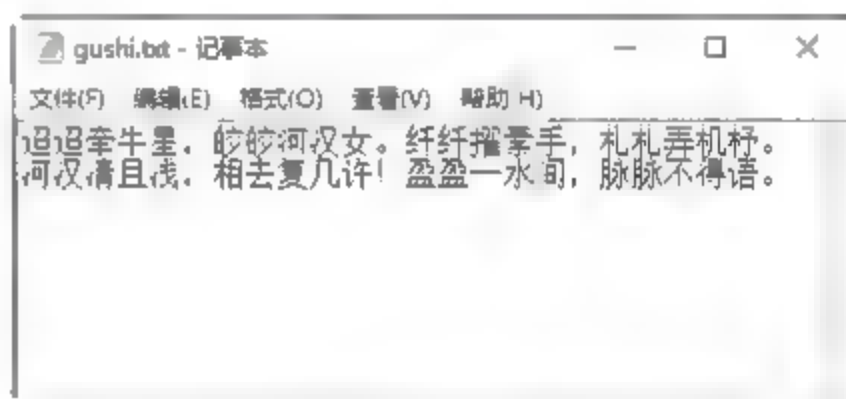 gushi.txt - 记事本
文件(F) 编辑(E) 格式(O) 查看(V) 帮助(H)
迢迢牵牛星,皎皎河汉女。纤纤擢素手,札札弄机杼。
河汉清且浅,相去复几许!盈盈一水间,脉脉不得语。